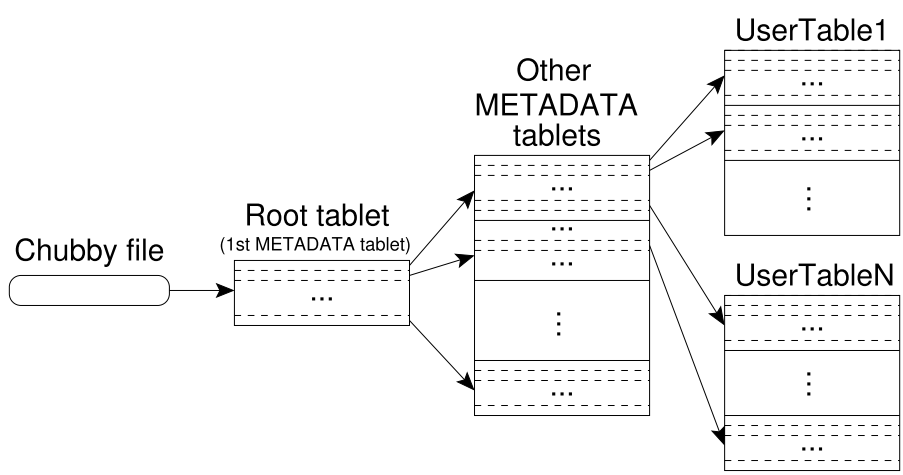 Chubby file
Root tablet
(1st METADATA tablet)
...
Other
METADATA
tablets
...
...
...
⋮
...
UserTable1
...
...
⋮
UserTableN
...
⋮
...